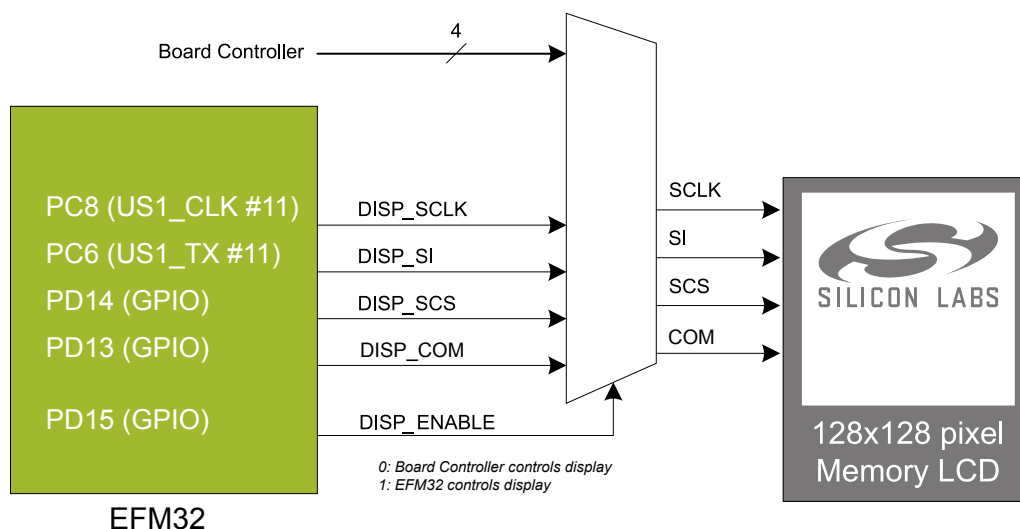 4
Board Controller
PC8 (US1_CLK #11)
DISP_SCLK
SCLK
PC6 (US1_TX #11)
DISP_SI
SI
PD14 (GPIO)
DISP_SCS
SCS
PD13 (GPIO)
DISP_COM
COM
PD15 (GPIO)
DISP_ENABLE
0: Board Controller controls display
1: EFM32 controls display
EFM32
SILICON LABS
128x128 pixel
Memory LCD